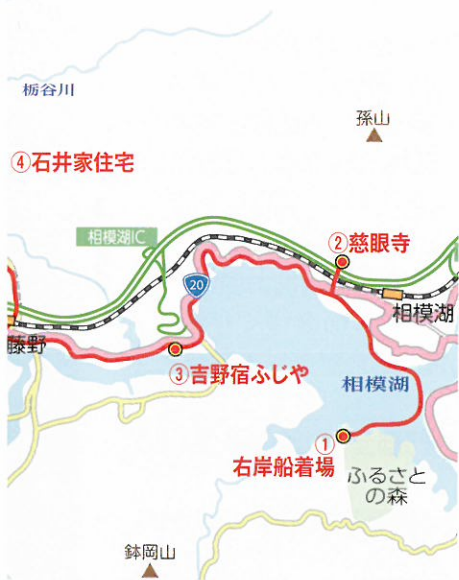 栃谷川
孫山
④石井家住宅
相模湖IC
②慈眼寺
20
相模湖
藤野
③吉野宿ふじや
相模湖
①
右岸船着場
ふるさと
の森
鉢岡山